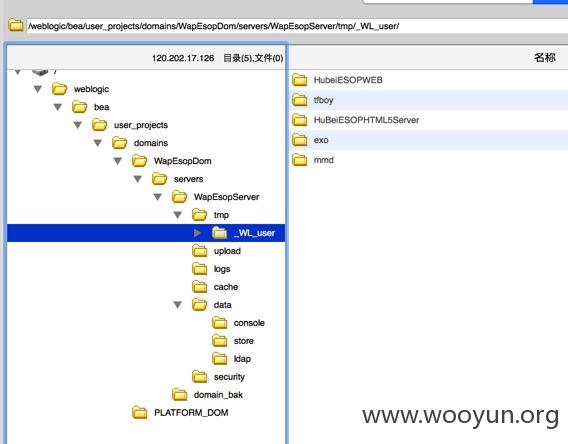 /weblogic/bea/user_projects/domains/WapEsopDom/servers/WapEsopServer/tmp/_WL_user/
120.202.17.126 目录(5),文件(0)
名称
/
weblogic
bea
user_projects
domains
WapEsopDom
servers
WapEsopServer
tmp
_WL_user
upload
logs
cache
data
console
store
ldap
security
domain_bak
PLATFORM_DOM
HubeiESOPWEB
tfboy
HuBeiESOPHTML5Server
exo
mmd
www.wooyun.org